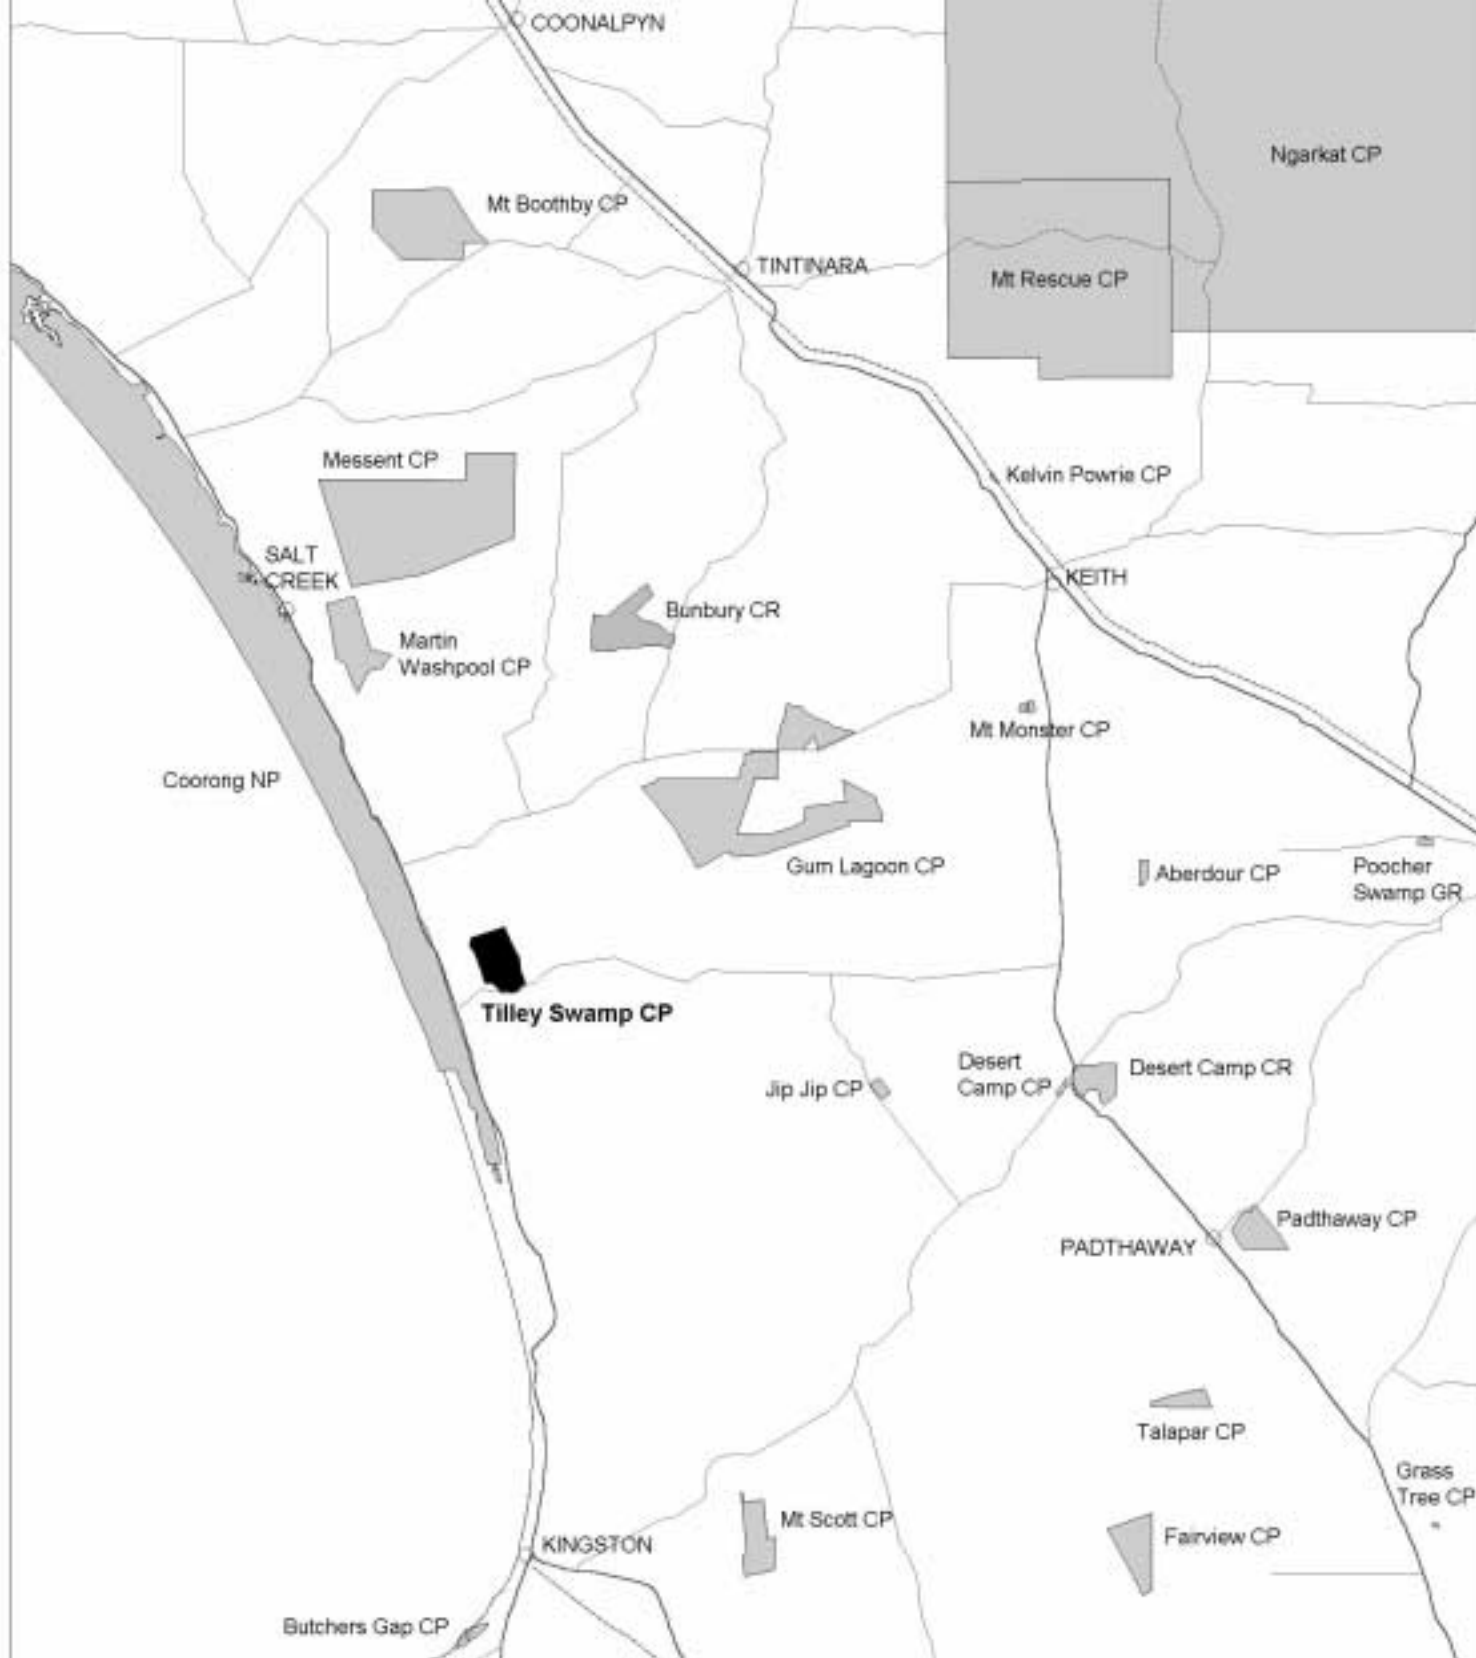 COONALPYN
Ngarkat CP
Mt Boothby CP
TINTINARA
Mt Rescue CP
Messent CP
Kelvin Powrie CP
SALT
CREEK
KEITH
Bunbury CR
Martin
Washpool CP
Mt Monster CP
Coorong NP
Gum Lagoon CP
Aberdour CP
Poocher
Swamp GR
Tilley Swamp CP
Jip Jip CP
Desert
Camp CP
Desert Camp CR
Padthaway CP
PADTHAWAY
Talapar CP
Grass
Tree CP
Mt Scott CP
Fairview CP
KINGSTON
Butchers Gap CP